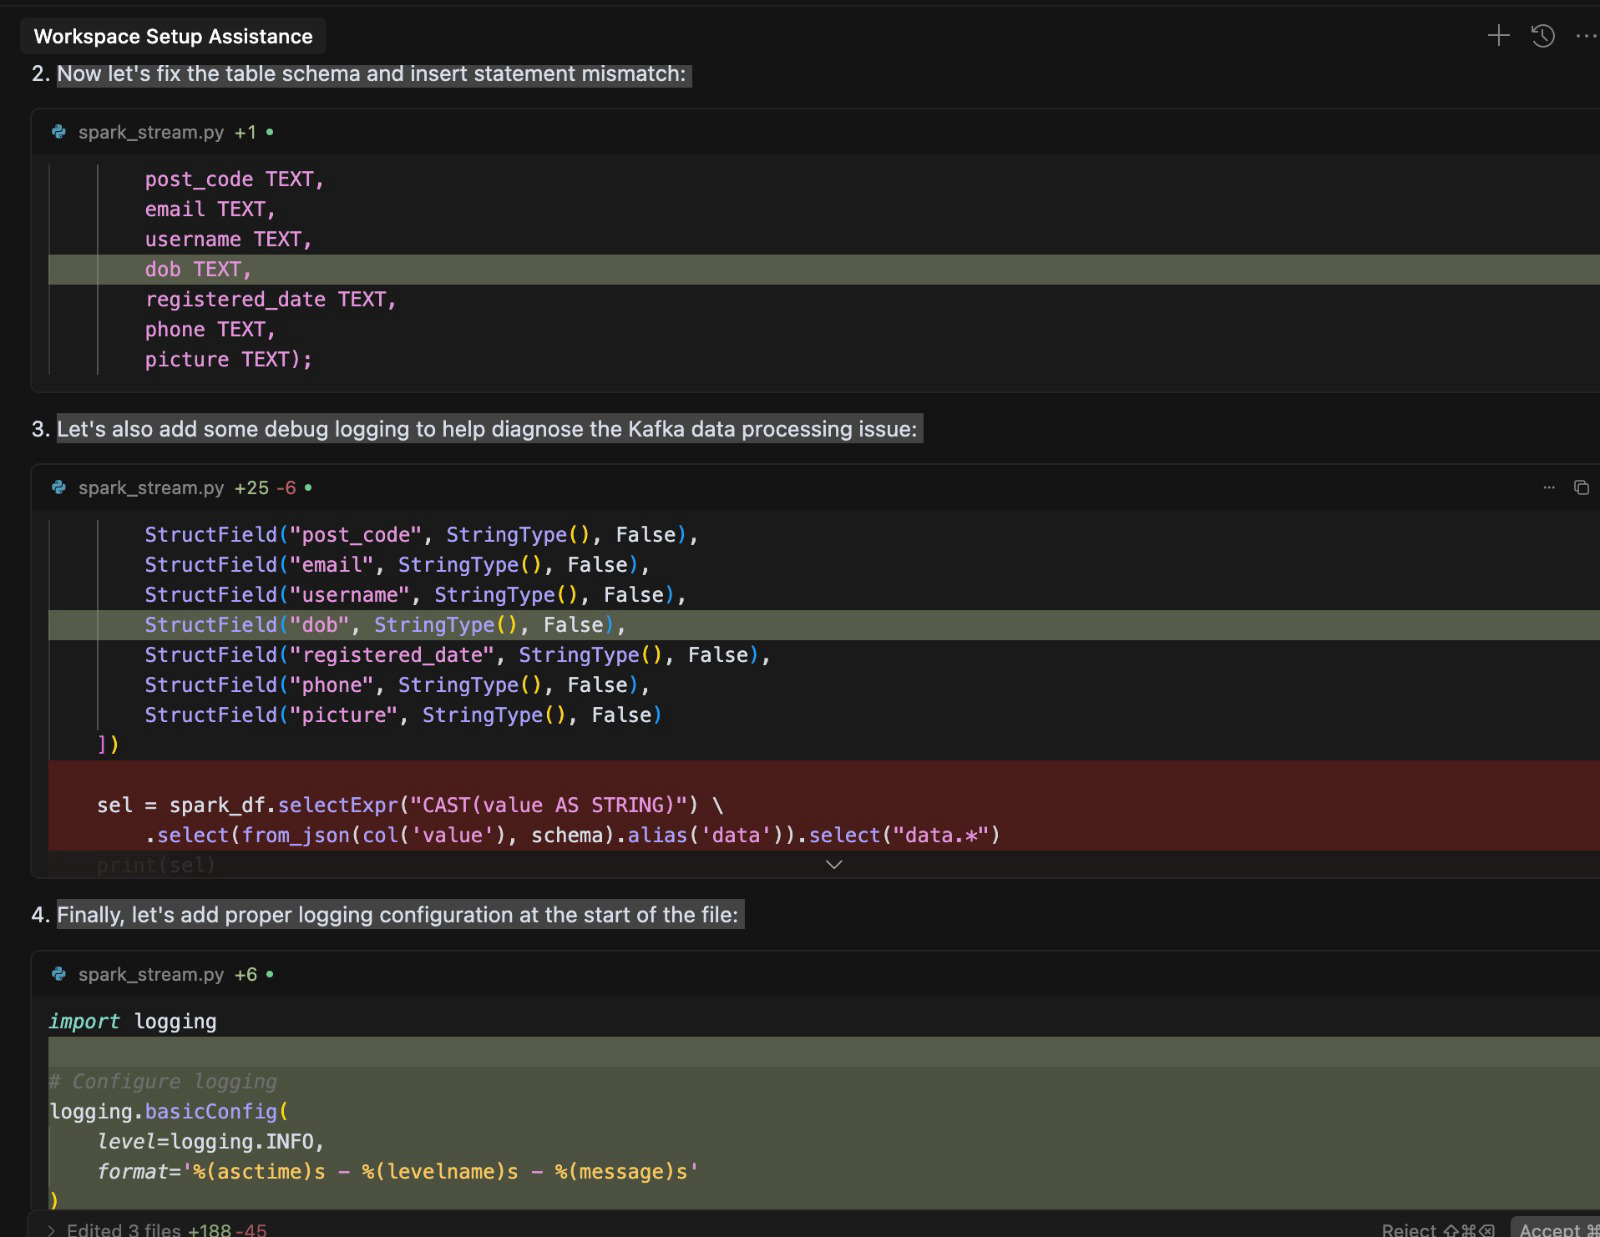 Workspace Setup Assistance
2. Now let's fix the table schema and insert statement mismatch:
spark_stream.py +1
post_code TEXT,
email TEXT,
username TEXT,
dob TEXT,
registered_date TEXT,
phone TEXT,
picture TEXT);
3. Let's also add some debug logging to help diagnose the Kafka data processing issue:
spark_stream.py +25 -6
StructField("post_code", StringType(), False),
StructField("email", StringType(), False),
StructField("username", StringType(), False),
StructField("dob", StringType(), False),
StructField("registered_date", StringType(), False),
StructField("phone", StringType(), False),
StructField("picture", StringType(), False)
])
sel = spark_df.selectExpr("CAST(value AS STRING)") \
.select(from_json(col('value'), schema).alias('data')).select("data.*")
print(sel)
4. Finally, let's add proper logging configuration at the start of the file:
spark_stream.py +6
import logging
# Configure logging
logging.basicConfig(
level=logging.INFO,
format='%(asctime)s - %(levelname)s - %(message)s'
)
Edited 3 files +188 -45
Reject ⇧⌘⌫ Accept ⌘